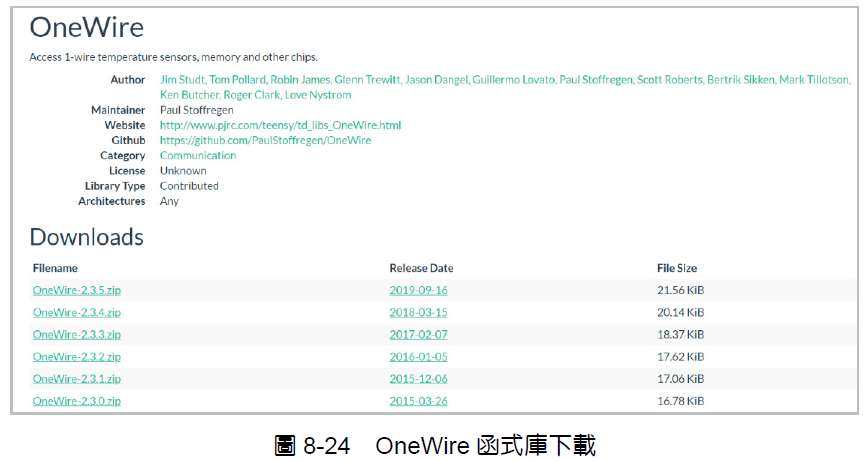 OneWire
Access 1-wire temperature sensors, memory and other chips.
Author Jim Studt, Tom Pollard, Robin James, Glenn Trewitt, Jason Dangel, Guillermo Lovato, Paul Stoffregen, Scott Roberts, Bertrik Sikken, Mark Tillotson,
Ken Butcher, Roger Clark, Love Nystrom
Maintainer Paul Stoffregen
Website http://www.pjrc.com/teensy/td_libs_OneWire.html
Github https://github.com/PaulStoffregen/OneWire
Category Communication
License Unknown
Library Type Contributed
Architectures Any
Downloads
Filename Release Date File Size
OneWire-2.3.5.zip 2019-09-16 21.56 KiB
OneWire-2.3.4.zip 2018-03-15 20.14 KiB
OneWire-2.3.3.zip 2017-02-07 18.37 KiB
OneWire-2.3.2.zip 2016-01-05 17.62 KiB
OneWire-2.3.1.zip 2015-12-06 17.06 KiB
OneWire-2.3.0.zip 2015-03-26 16.78 KiB
圖 8-24 OneWire 函式庫下載